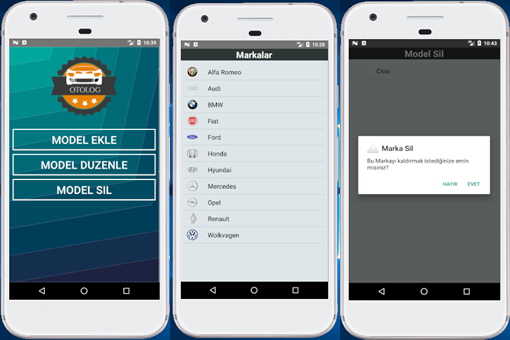 10:39
OTOLOG
MODEL EKLE
MODEL DUZENLE
MODEL SIL
10:28
Markalar
Alfa Romeo
Audi
BMW
Fiat
Ford
Honda
Hyundai
Mercedes
Opel
Renault
Wolkvagen
10:43
Model Sil
Civic
Marka Sil
Bu Markayı kaldırmak istediğinize emin
misiniz?
HAYIR EVET